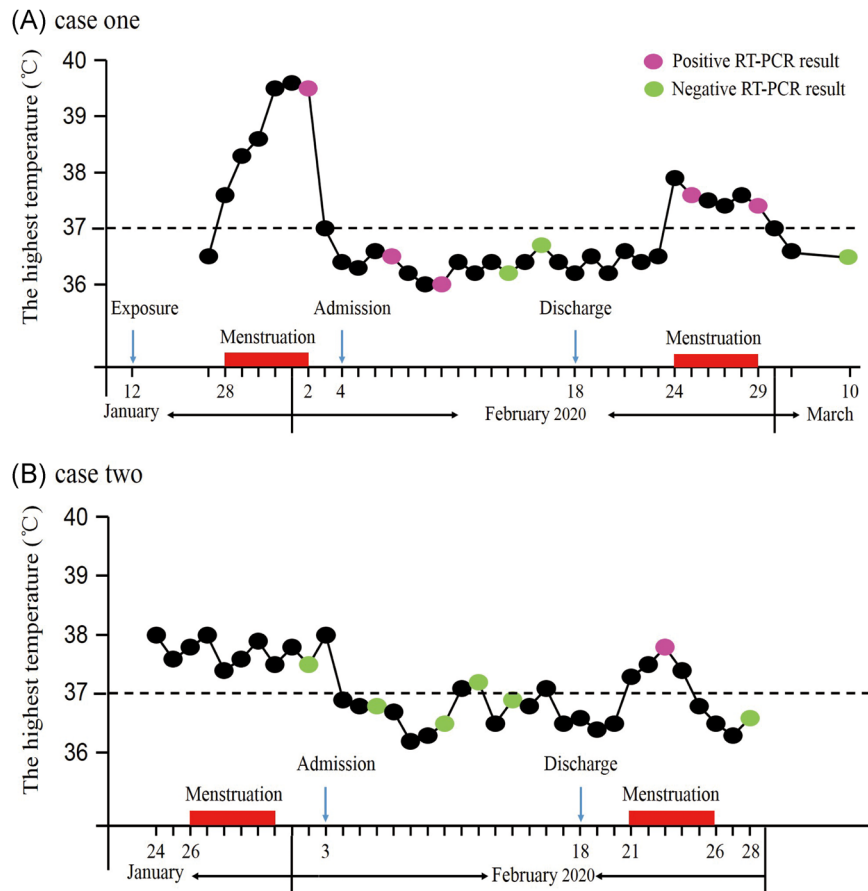 (A) case one
Positive RT-PCR result
Negative RT-PCR result
The highest temperature (℃)
40
39
38
37
36
Exposure
Admission
Discharge
Menstruation
Menstruation
12
28
2
4
18
24
29
10
January
February 2020
March
(B) case two
The highest temperature (℃)
40
39
38
37
36
Admission
Discharge
Menstruation
Menstruation
24
26
3
18
21
26
28
January
February 2020